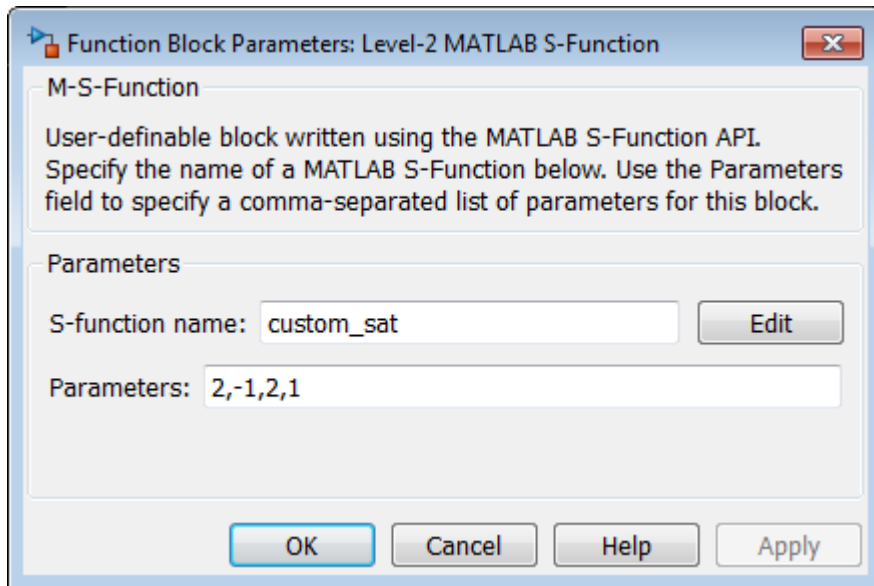 Function Block Parameters: Level-2 MATLAB S-Function
M-S-Function
User-definable block written using the MATLAB S-Function API.
Specify the name of a MATLAB S-Function below. Use the Parameters
field to specify a comma-separated list of parameters for this block.
Parameters
S-function name: custom_sat Edit
Parameters: 2,-1,2,1
OK Cancel Help Apply